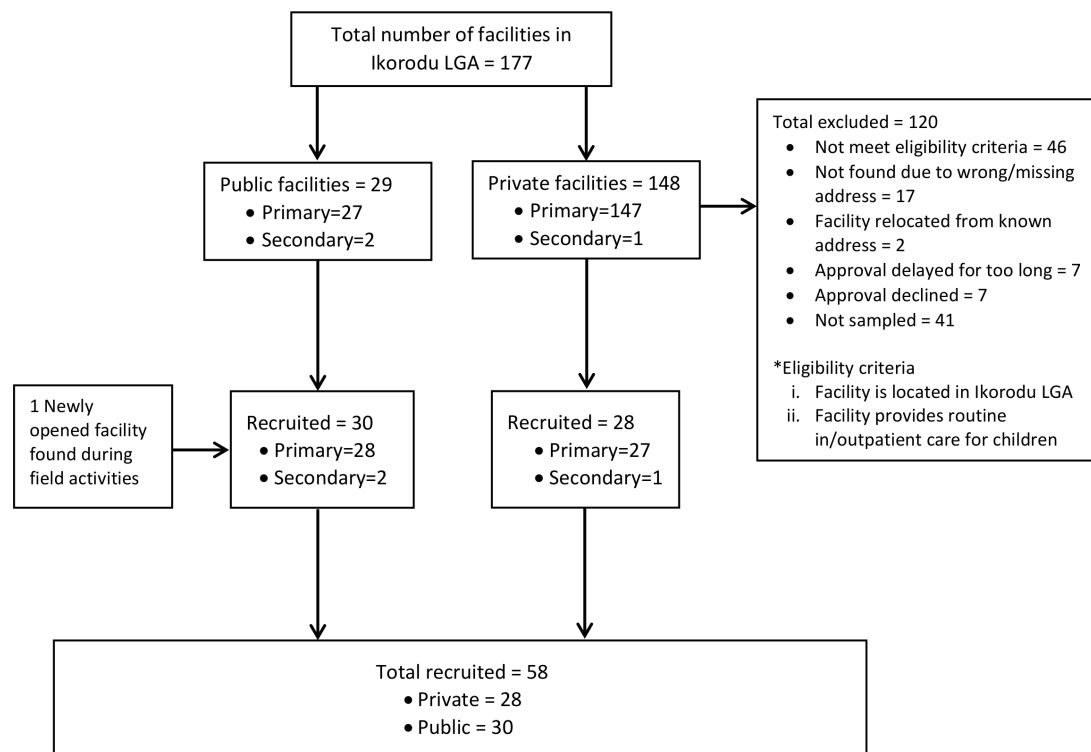 Total number of facilities in
Ikorodu LGA = 177
Public facilities = 29
• Primary=27
• Secondary=2
Private facilities = 148
• Primary=147
• Secondary=1
Total excluded = 120
• Not meet eligibility criteria = 46
• Not found due to wrong/missing
address = 17
• Facility relocated from known
address = 2
• Approval delayed for too long = 7
• Approval declined = 7
• Not sampled = 41
*Eligibility criteria
i. Facility is located in Ikorodu LGA
ii. Facility provides routine
in/outpatient care for children
1 Newly
opened facility
found during
field activities
Recruited = 30
• Primary=28
• Secondary=2
Recruited = 28
• Primary=27
• Secondary=1
Total recruited = 58
• Private = 28
• Public = 30